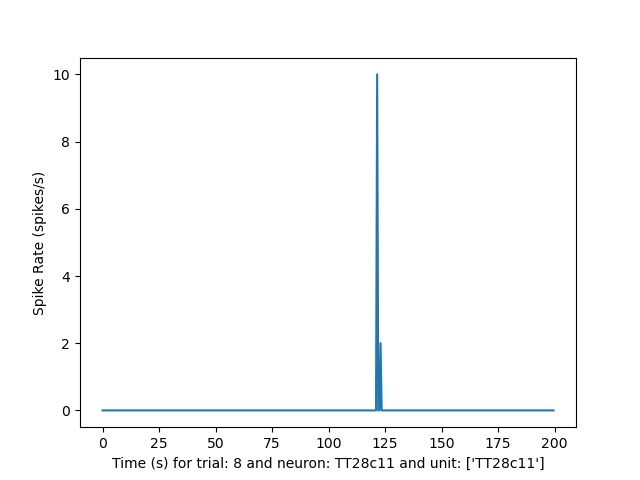 10
8
6
4
2
0
Spike Rate (spikes/s)
0 25 50 75 100 125 150 175 200
Time (s) for trial: 8 and neuron: TT28c11 and unit: ['TT28c11']